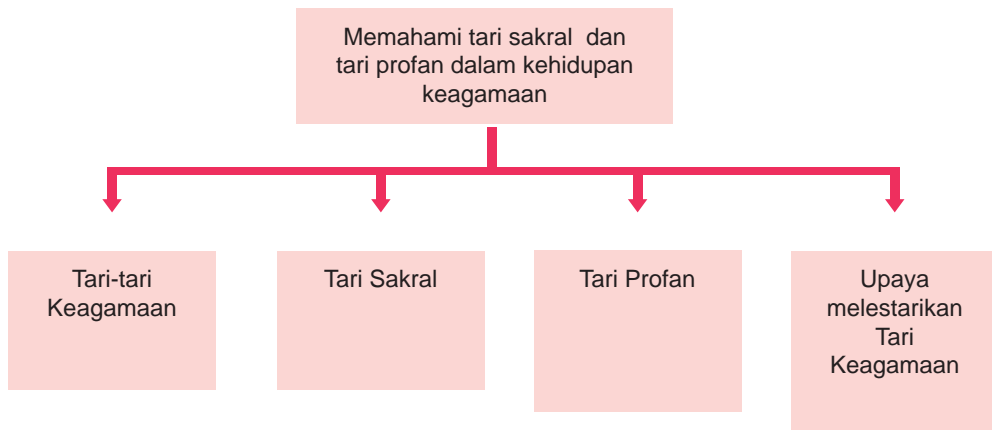 Memahami tari sakral dan
tari profan dalam kehidupan
keagamaan
Tari-tari
Keagamaan
Tari Sakral
Tari Profan
Upaya
melestarikan
Tari
Keagamaan